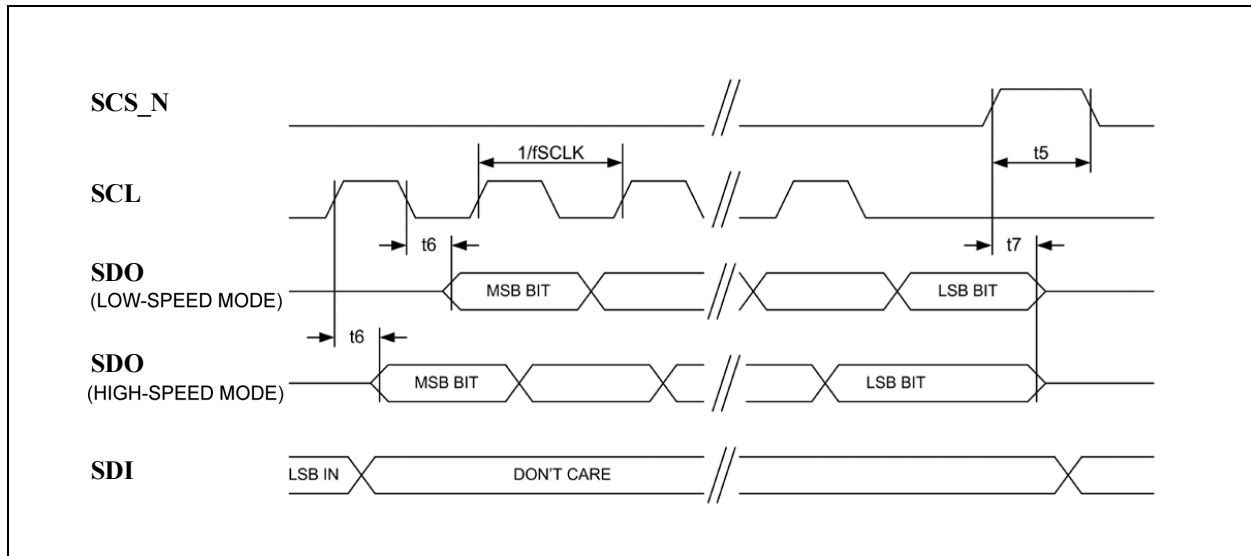 SCS_N
t5
1/fSCLK
SCL
t6
t7
SDO
(LOW-SPEED MODE)
MSB BIT
LSB BIT
t6
SDO
(HIGH-SPEED MODE)
MSB BIT
LSB BIT
SDI
LSB IN
DON'T CARE